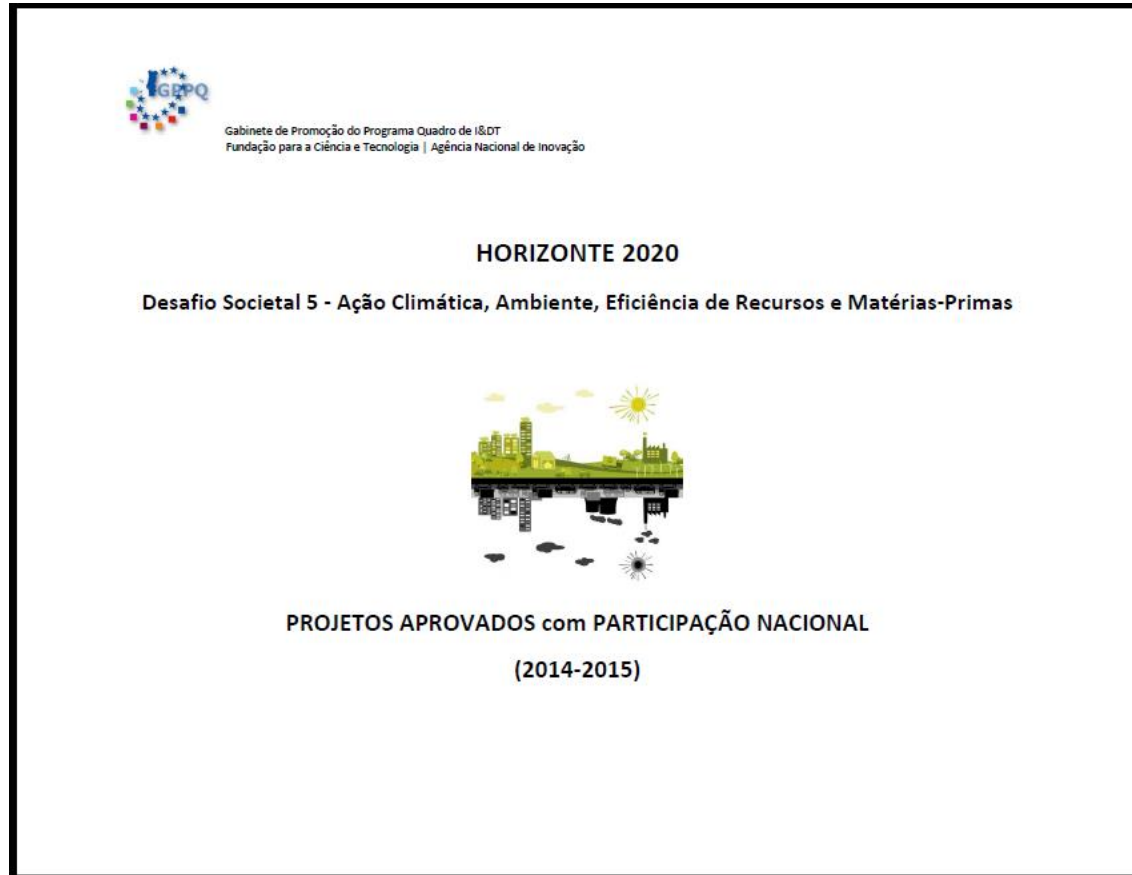 GPPQ
Gabinete de Promoção do Programa Quadro de I&DT
Fundação para a Ciência e Tecnologia | Agência Nacional de Inovação
HORIZONTE 2020
Desafio Societal 5 - Ação Climática, Ambiente, Eficiência de Recursos e Matérias-Primas
PROJETOS APROVADOS com PARTICIPAÇÃO NACIONAL
(2014-2015)